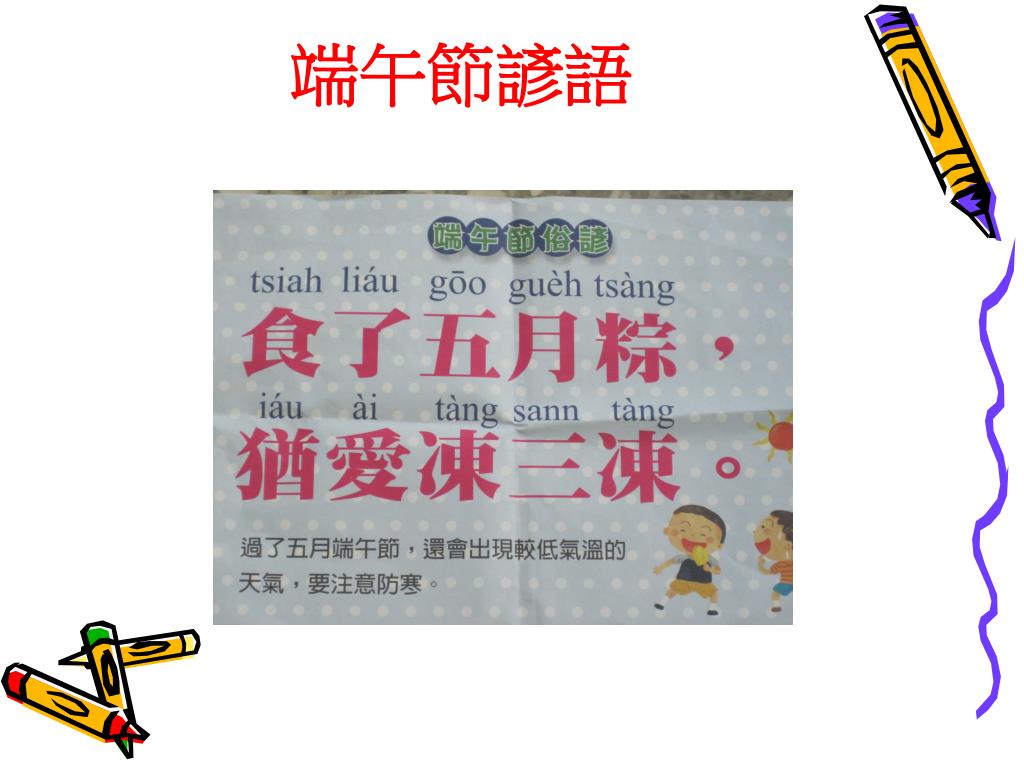 端午節諺語
端午節俗諺
tsiah liáu gōo guèh tsàng
食了五月粽，
iáu ài tàng sann tàng
猶愛凍三凍。
過了五月端午節，還會出現較低氣溫的
天氣，要注意防寒。